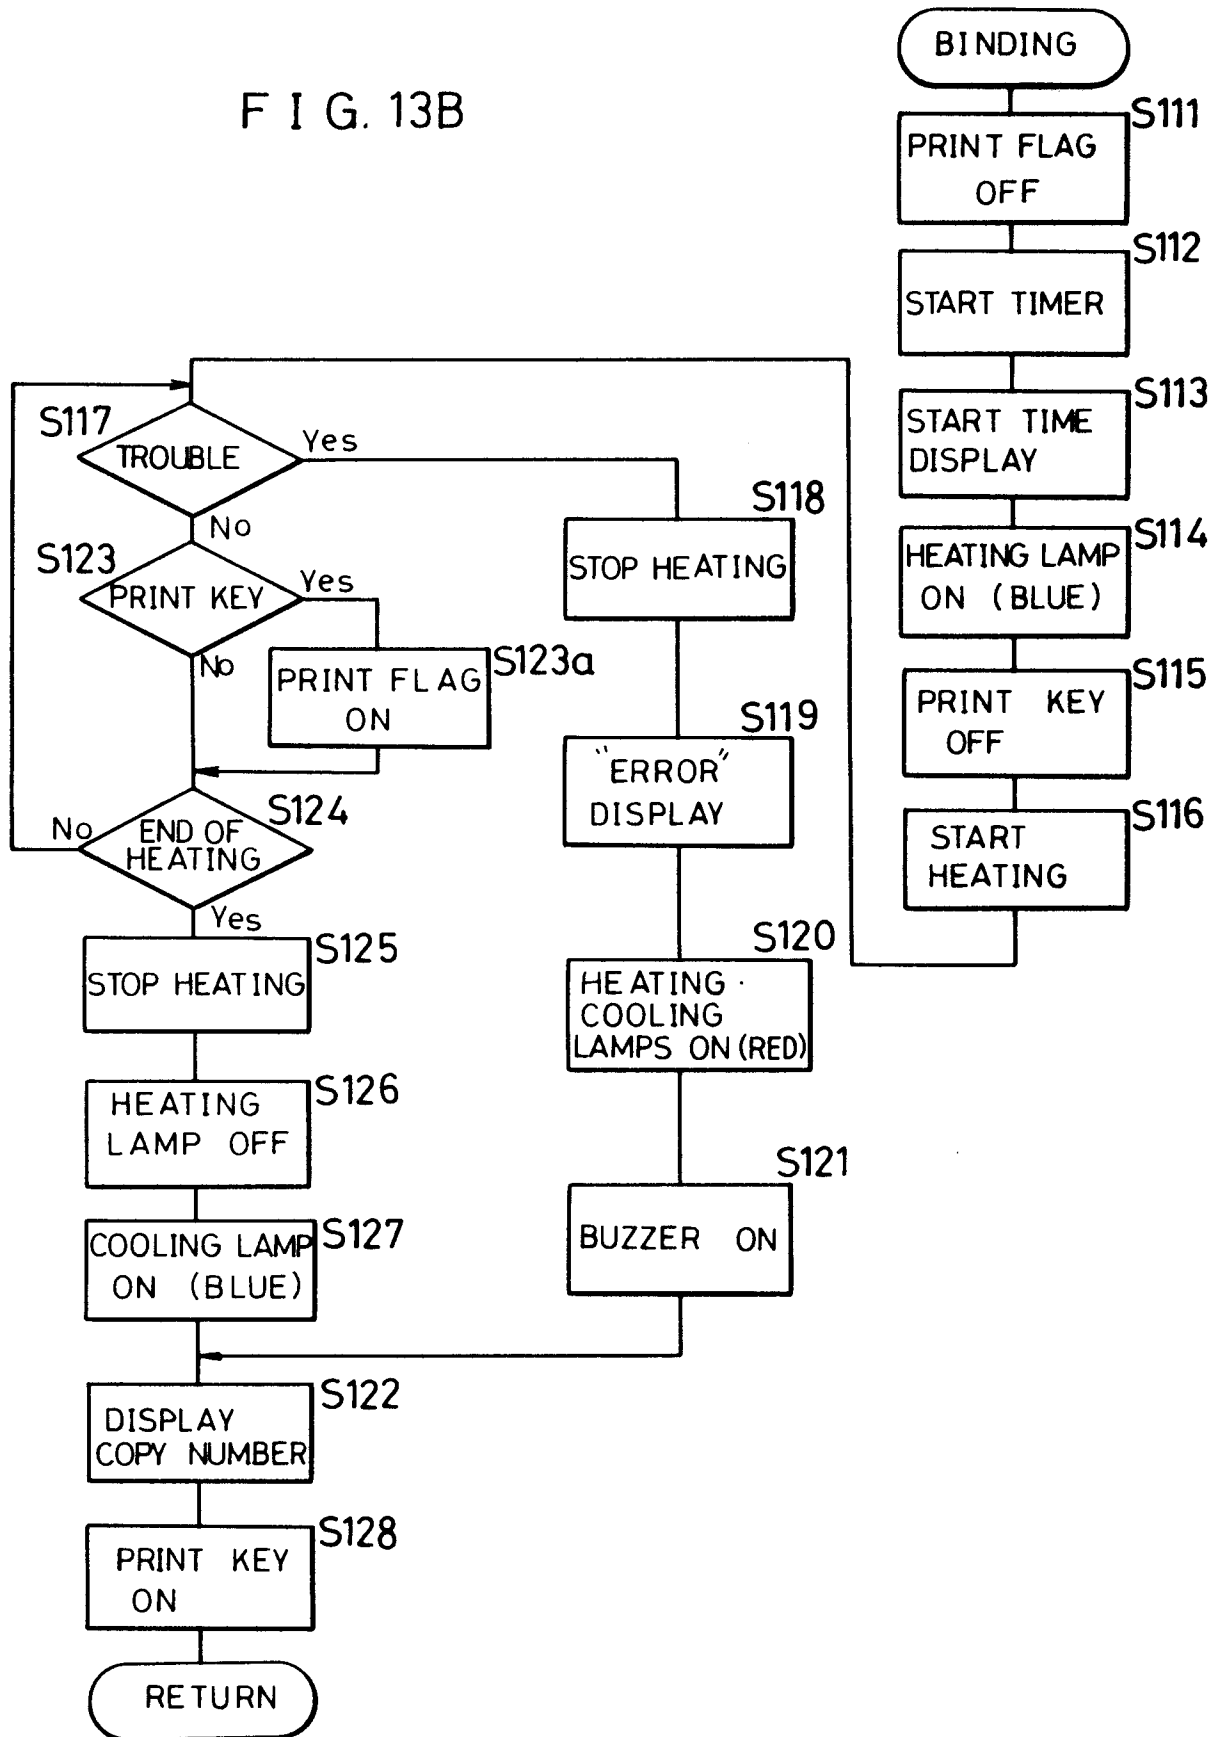 F I G. 13B
BINDING
S111
PRINT FLAG
OFF
S112
START TIMER
S113
START TIME
DISPLAY
S114
HEATING LAMP
ON (BLUE)
S115
PRINT KEY
OFF
S116
START
HEATING
S117
TROUBLE
Yes
No
S118
STOP HEATING
S119
"ERROR"
DISPLAY
S120
HEATING ·
COOLING
LAMPS ON (RED)
S121
BUZZER ON
S123
PRINT KEY
Yes
No
S123a
PRINT FLAG
ON
S124
END OF
HEATING
No
Yes
S125
STOP HEATING
S126
HEATING
LAMP OFF
S127
COOLING LAMP
ON (BLUE)
S122
DISPLAY
COPY NUMBER
S128
PRINT KEY
ON
RETURN